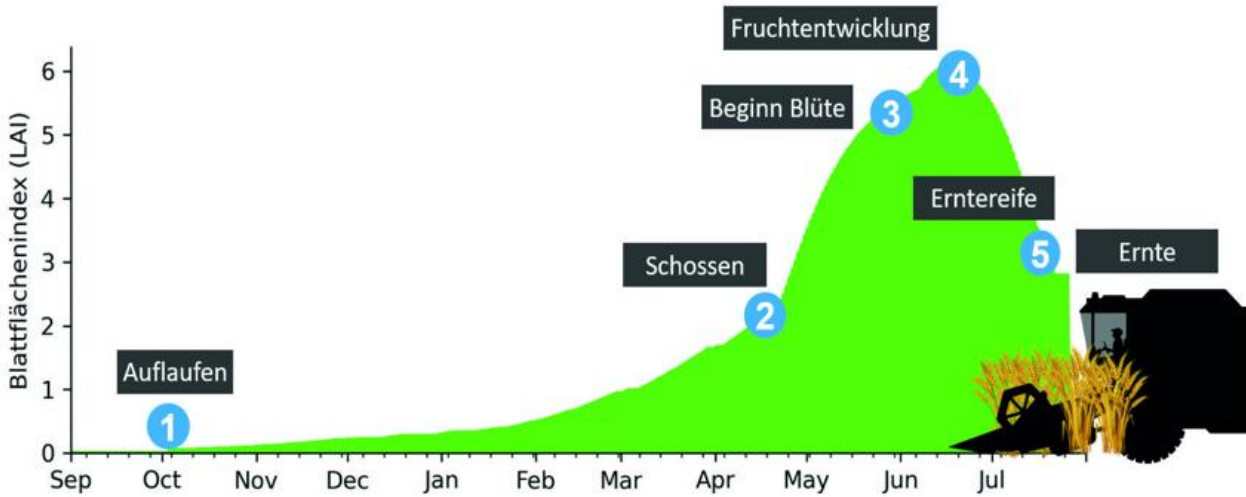 Fruchtentwicklung
4
Beginn Blüte
3
Erntereife
5
Ernte
Schossen
2
Auflaufen
1
Blattflächenindex (LAI)
6
5
4
3
2
1
0
Sep Oct Nov Dec Jan Feb Mar Apr May Jun Jul